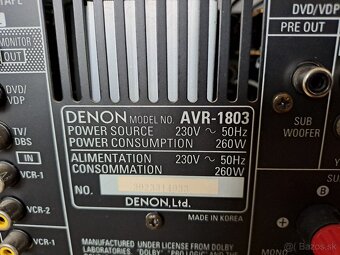 TAPE
MONITOR
OUT
DVD/
VDP
TV/
DBS
IN
VCR-1
VCR-2
DENON MODEL NO. AVR-1803
POWER SOURCE 230V ~ 50Hz
POWER CONSUMPTION 260W
ALIMENTATION 230V ~ 50Hz
CONSOMMATION 260W
NO.
DENON, Ltd.
MADE IN KOREA
MANUFACTURED UNDER LICENSE FROM DOLBY
LABORATORIES. "DOLBY", "PRO LOGIC" AND THE
DVD/VDP
PRE OUT
SUB
WOOFER
SU
B
MONO
bazos.sk